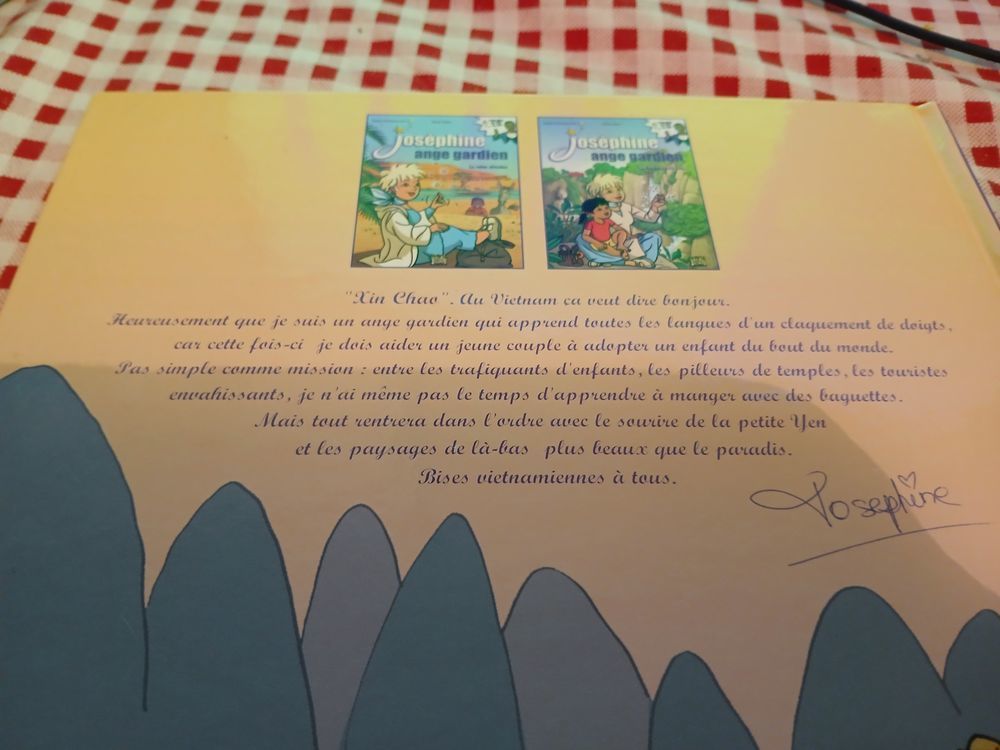 Joséphine
ange gardien
Joséphine
ange gardien
"Xin Chao". Au Vietnam ca veut dire bonjour.
Heureusement que je suis un ange gardien qui apprend toutes les langues d'un claquement de doigts,
car cette fois-ci je dois aider un jeune couple à adopter un enfant du bout du monde.
Pas simple comme mission : entre les trafiquants d'enfants, les pilleurs de temples, les touristes
envahissants, je n'ai même pas le temps d'apprendre à manger avec des baguettes.
Mais tout rentrera dans l'ordre avec le sourire de la petite Yen
et les paysages de là-bas plus beaux que le paradis.
Bises vietnamiennes à tous.
Josephine